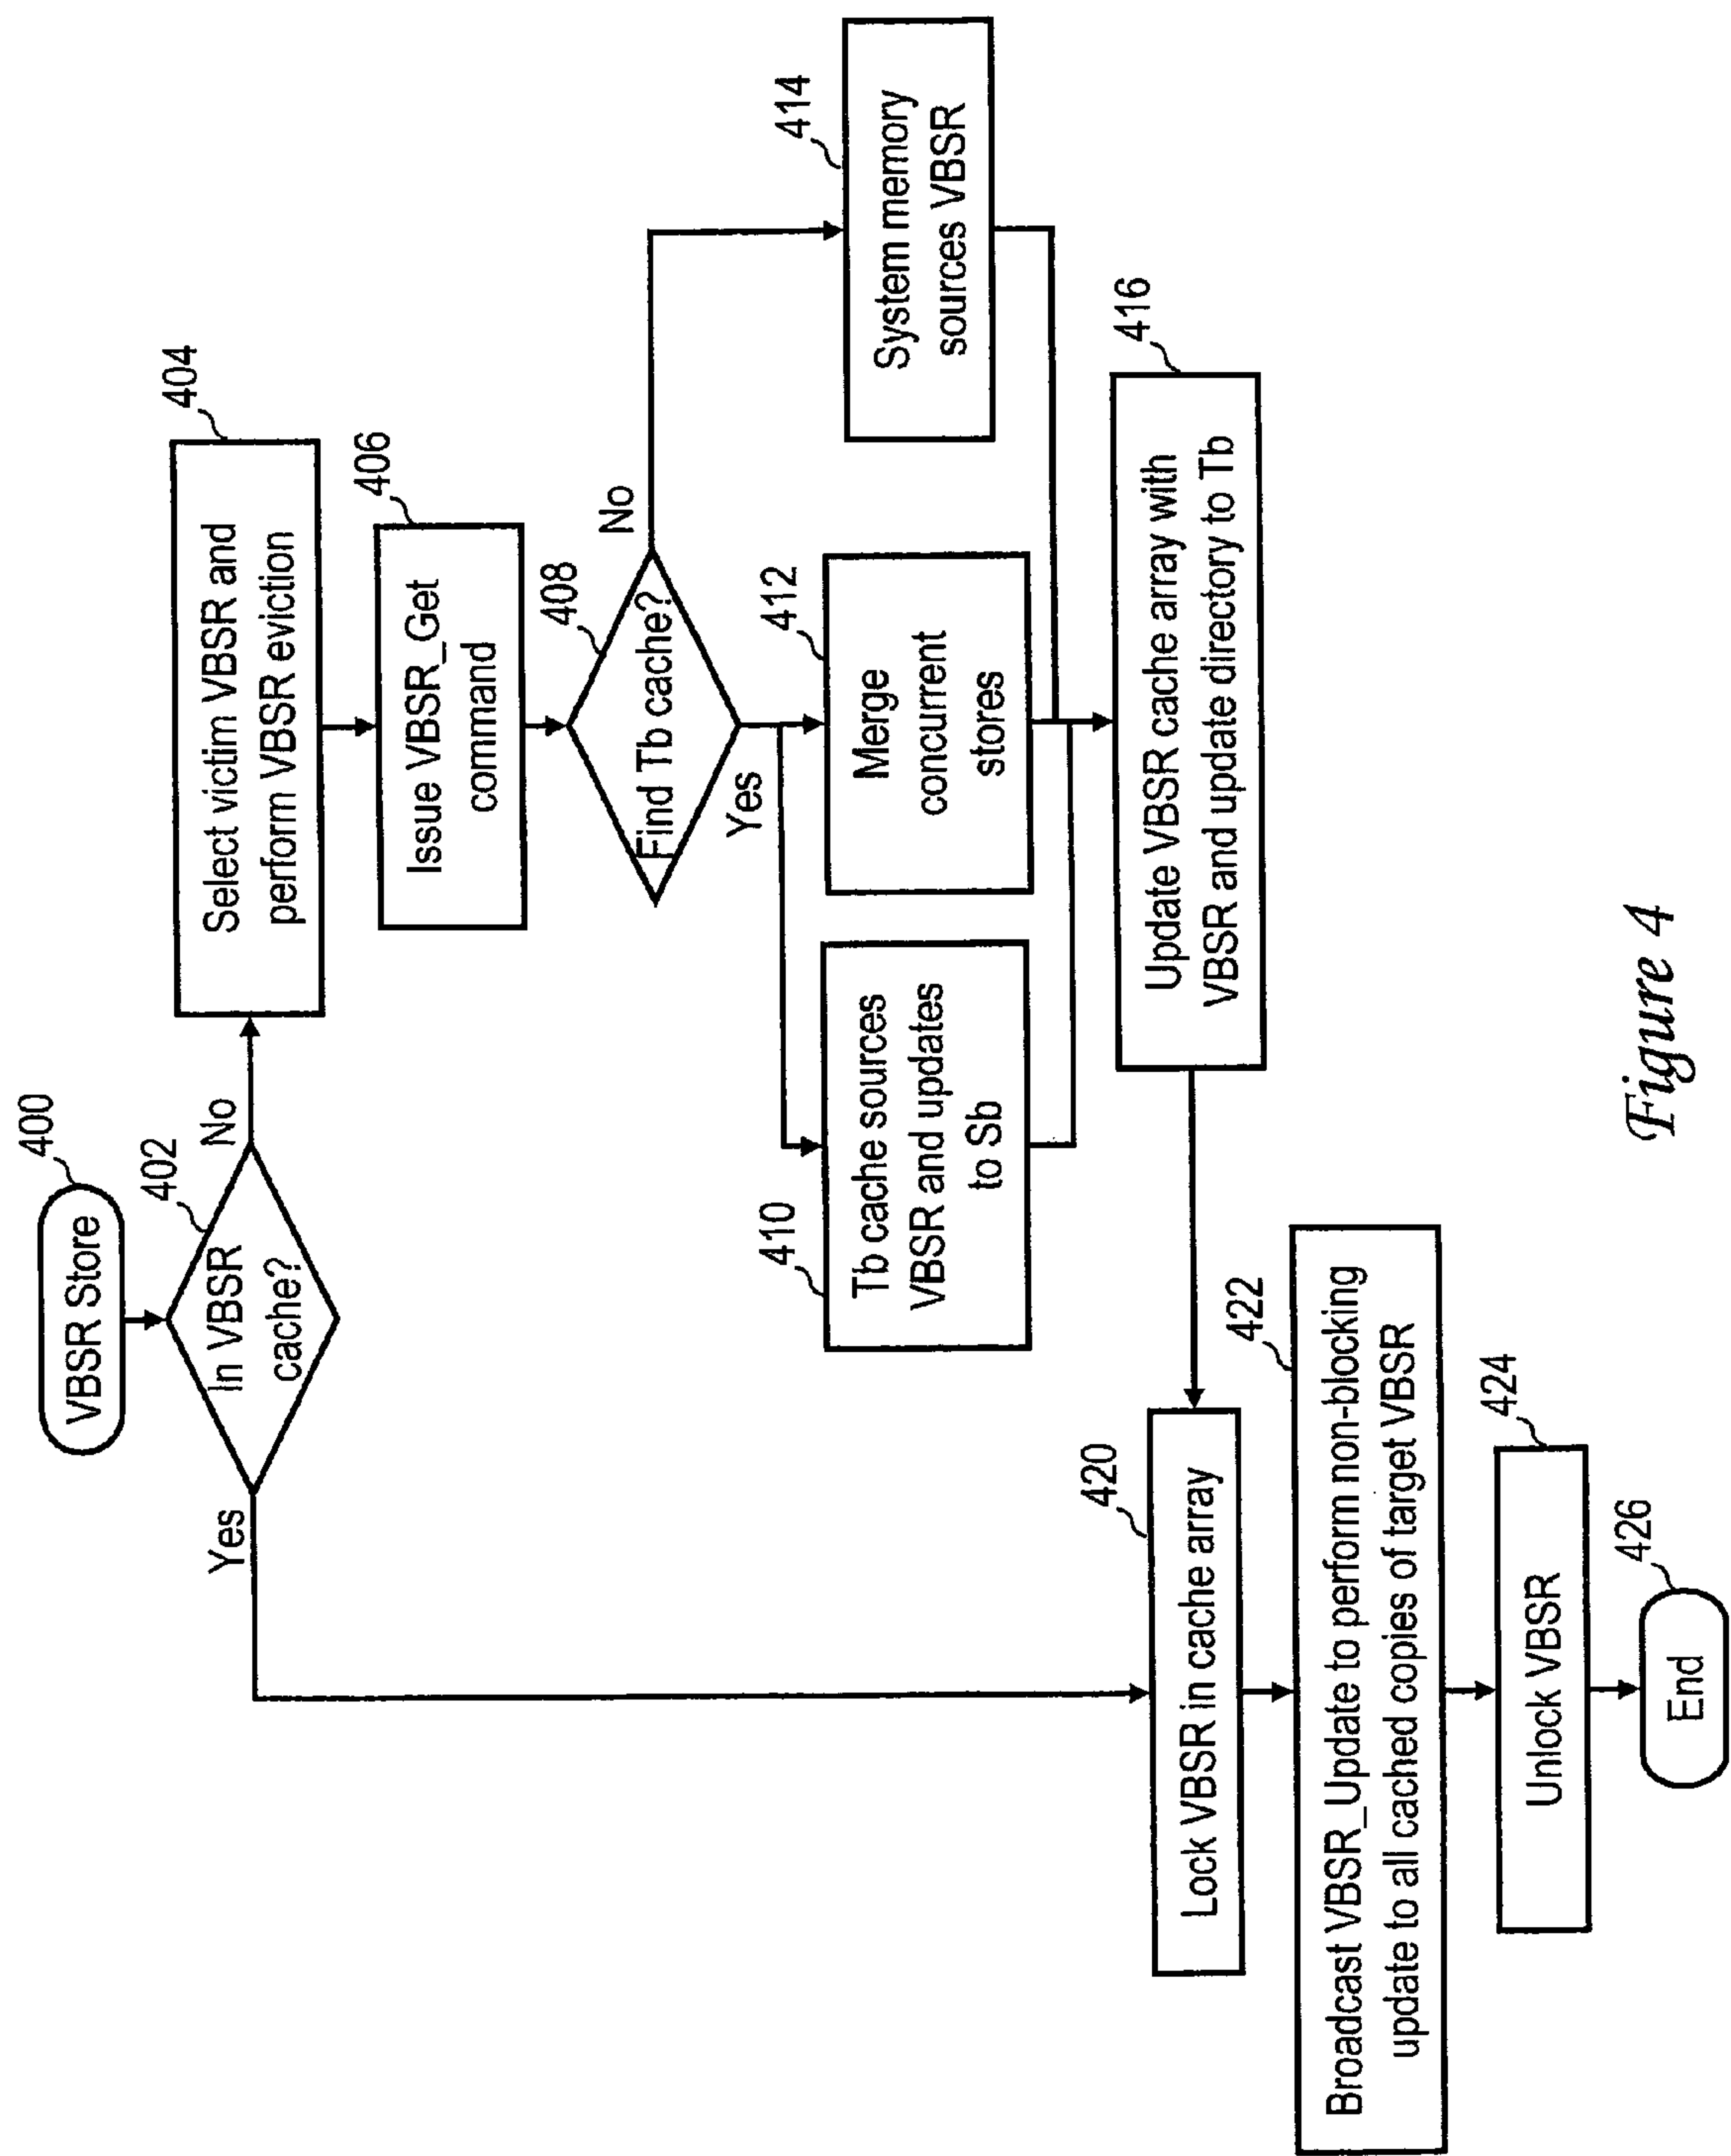 400
VBSR Store
402
In VBSR
cache?
No
Yes
404
Select victim VBSR and
perform VBSR eviction
406
Issue VBSR_Get
command
408
Find Tb cache?
No
Yes
410
Tb cache sources
VBSR and updates
to Sb
412
Merge
concurrent
stores
414
System memory
sources VBSR
416
Update VBSR cache array with
VBSR and update directory to Tb
420
Lock VBSR in cache array
422
Broadcast VBSR_Update to perform non-blocking
update to all cached copies of target VBSR
424
Unlock VBSR
426
End
Figure 4